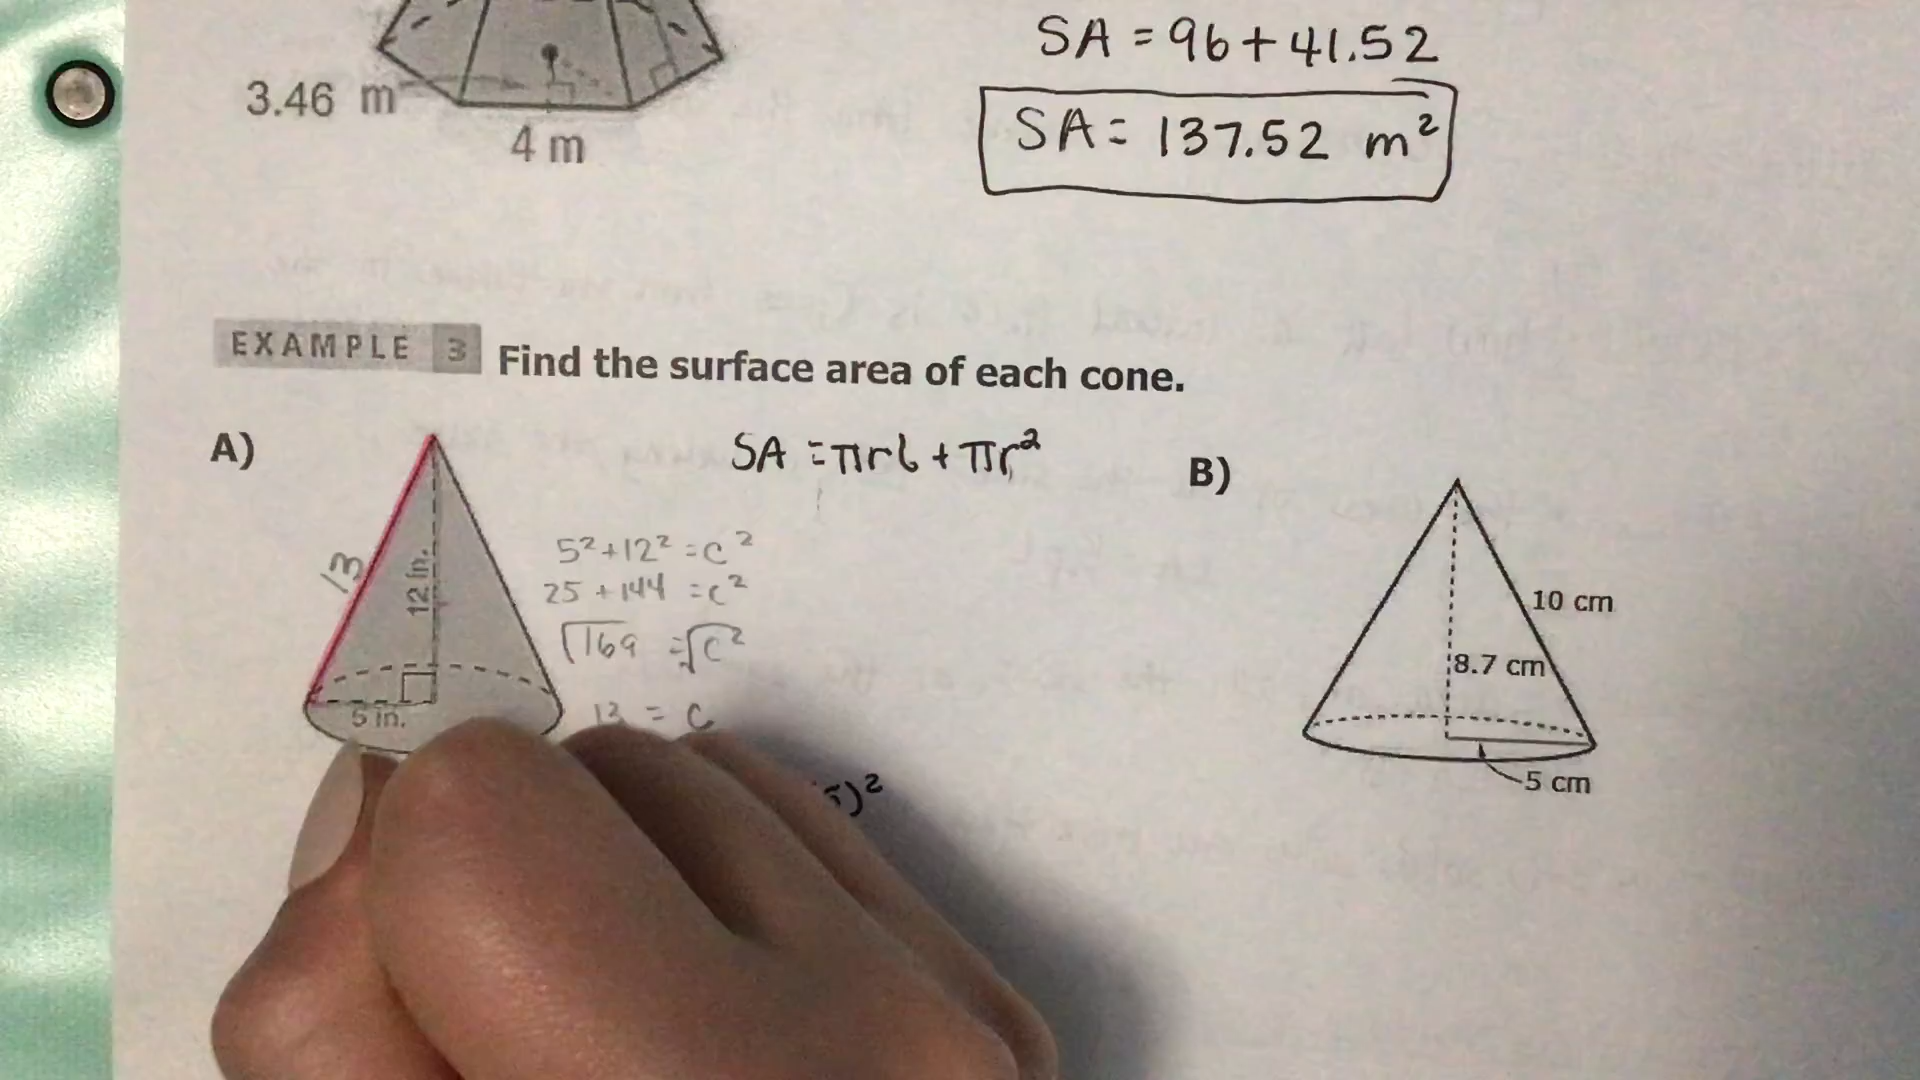 SA = 96 + 41.52
3.46 m
4 m
SA = 137.52 m²
EXAMPLE 3 Find the surface area of each cone.
A)
SA = πrl + πr²
13
12 in.
5 in.
5² + 12² = c²
25 + 144 = c²
√169 = √c²
13 = c
5)²
B)
10 cm
8.7 cm
5 cm